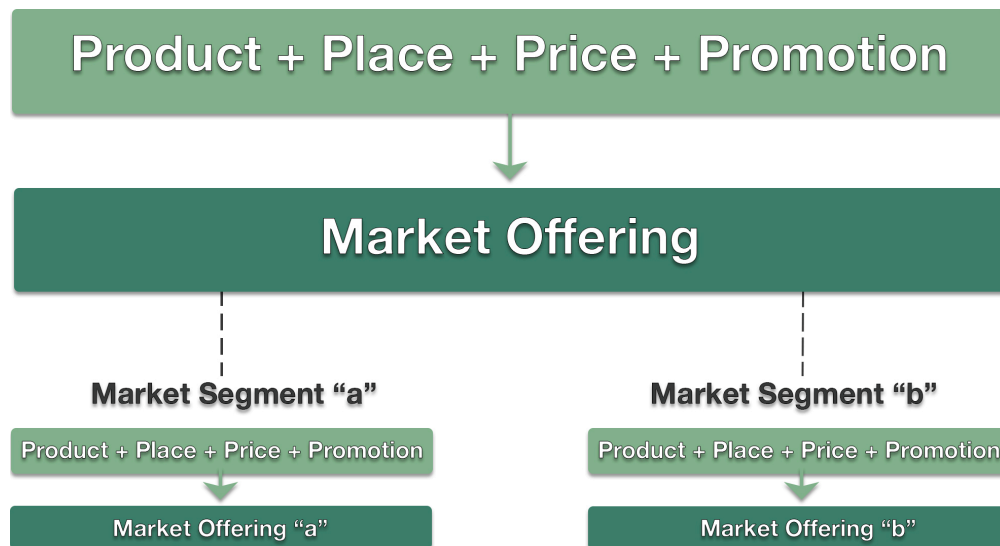 Product + Place + Price + Promotion
Market Offering
Market Segment “a”
Market Segment “b”
Product + Place + Price + Promotion
Product + Place + Price + Promotion
Market Offering “a”
Market Offering “b”